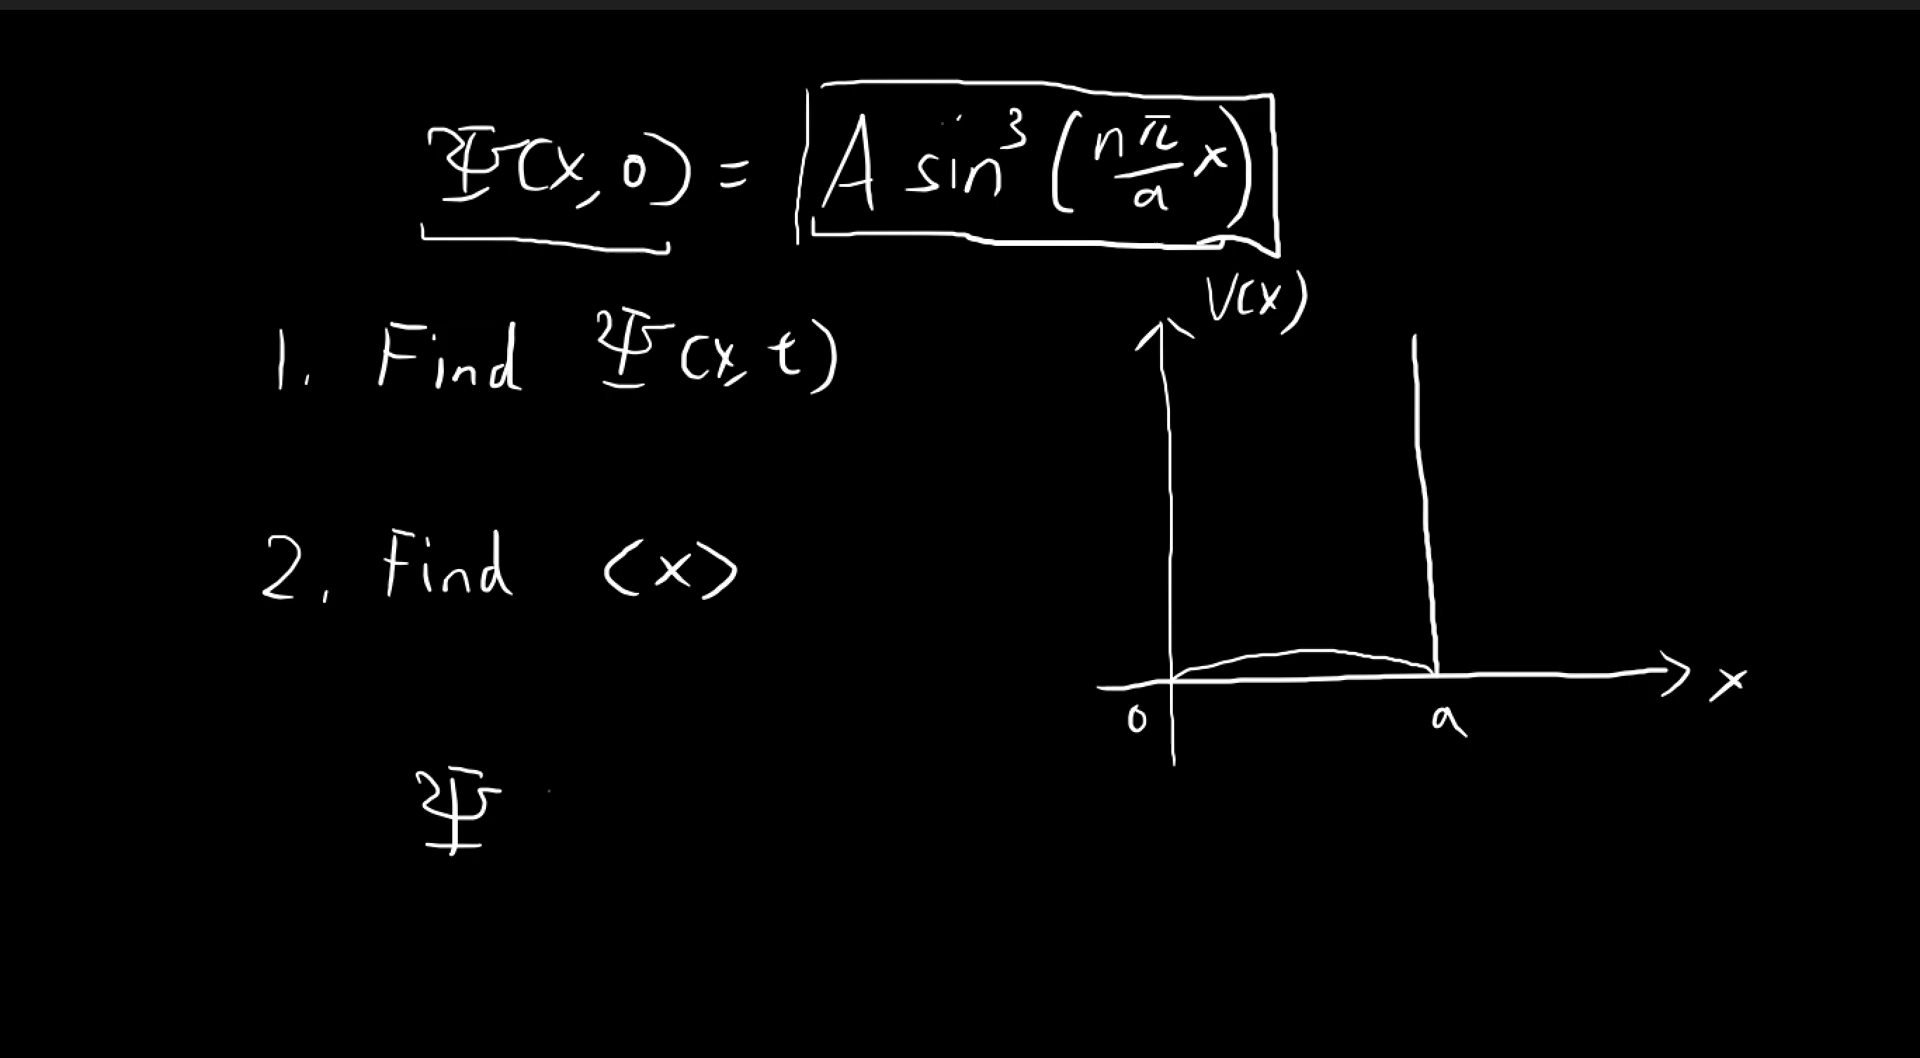 Ψ(x, 0) = A sin³(nπ/a x)
V(x)
1. Find Ψ(x, t)
2. Find <x>
x
0 a
Ψ